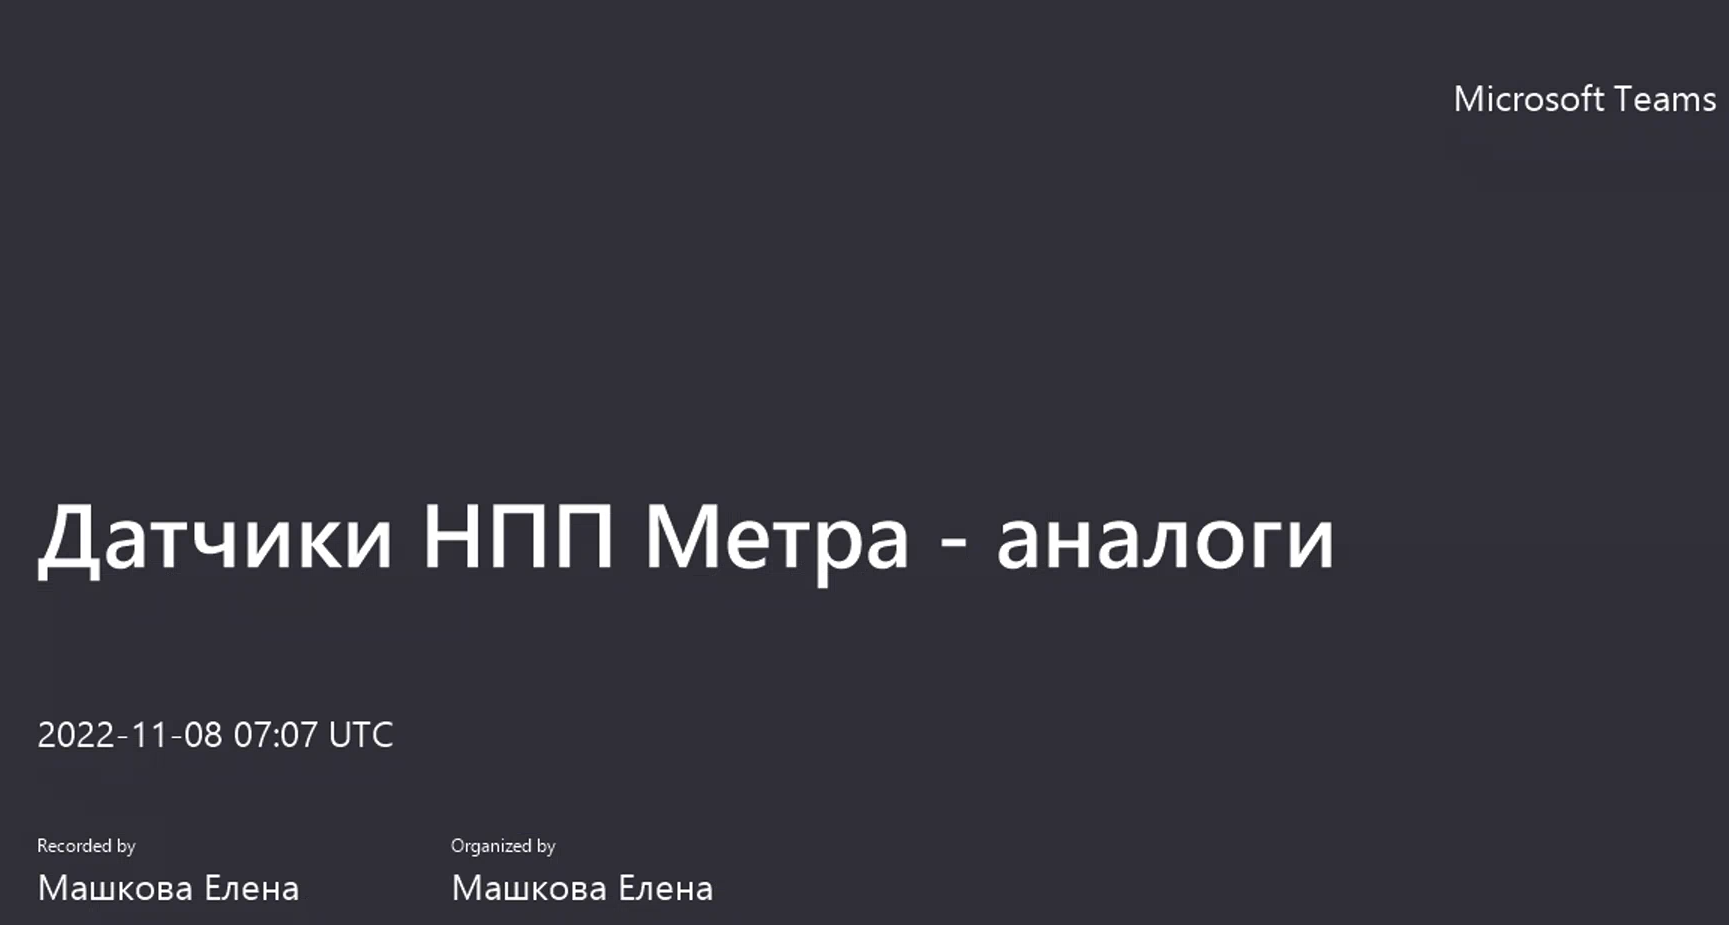 Microsoft Teams
Датчики НПП Метра - аналоги
2022-11-08 07:07 UTC
Recorded by
Organized by
Машкова Елена
Машкова Елена